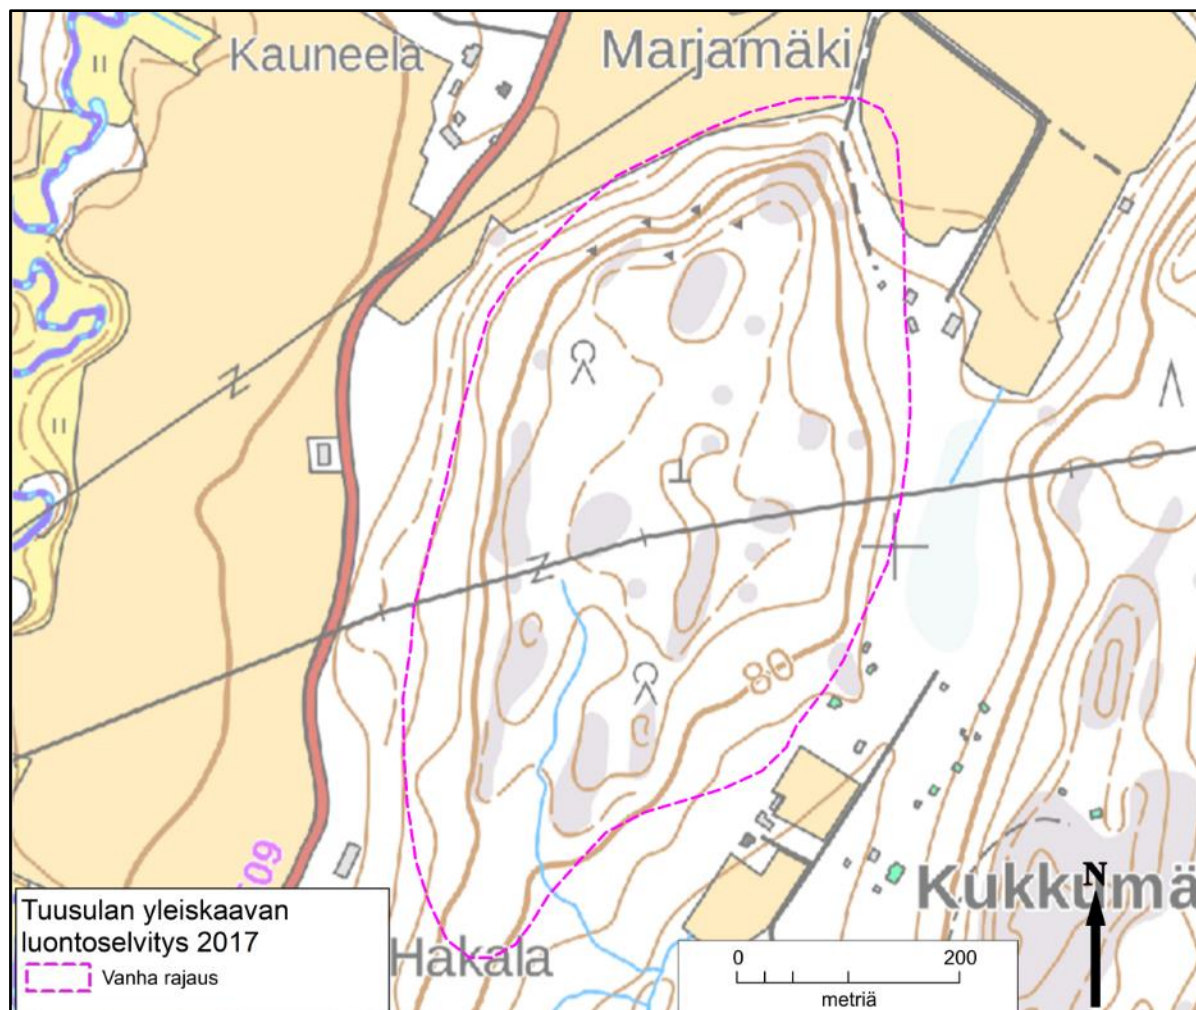 Kauneela
Marjamäki
80
Kukkumä
Hakala
N
Tuusulan yleiskaavan
luontoselvitys 2017
Vanha rajaus
0 200
metriä